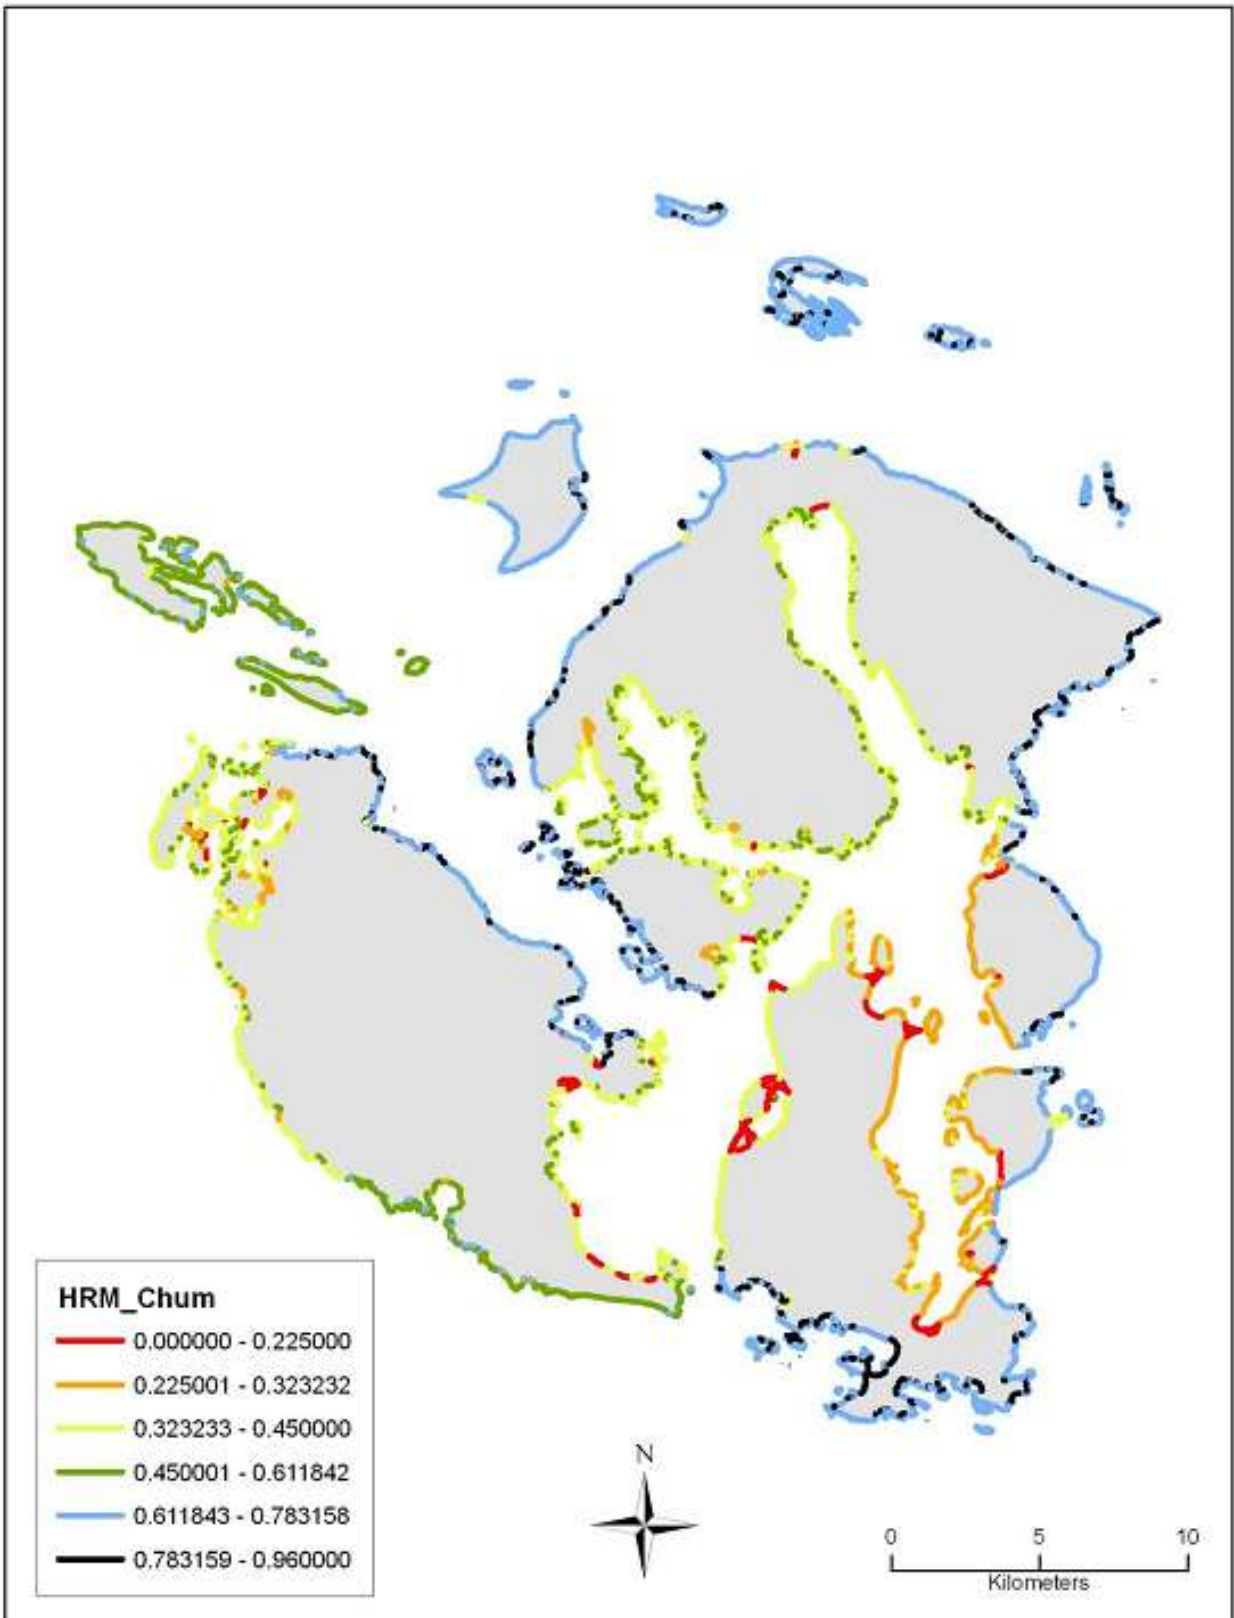 HRM_Chum
0.000000 - 0.225000
0.225001 - 0.323232
0.323233 - 0.450000
0.450001 - 0.611842
0.611843 - 0.783158
0.783159 - 0.960000
N
0 5 10
Kilometers